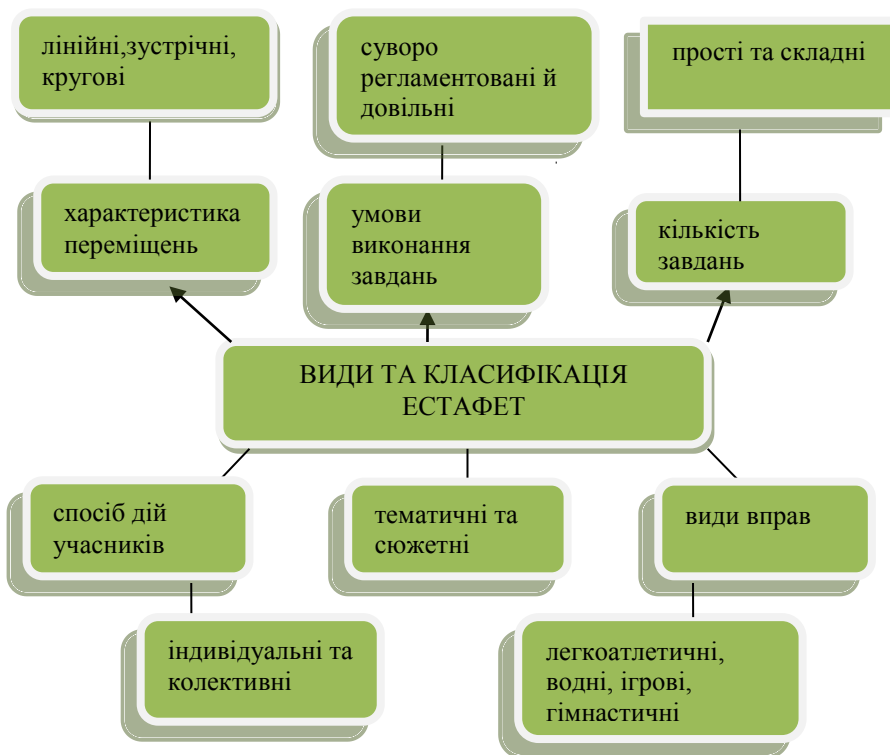 лінійні,зустрічні,
кругові
суворо
регламентовані й
довільні
прості та складні
характеристика
переміщень
умови
виконання
завдань
кількість
завдань
ВИДИ ТА КЛАСИФІКАЦІЯ
ЕСТАФЕТ
спосіб дій
учасників
тематичні та
сюжетні
види вправ
індивідуальні та
колективні
легкоатлетичні,
водні, ігрові,
гімнастичні